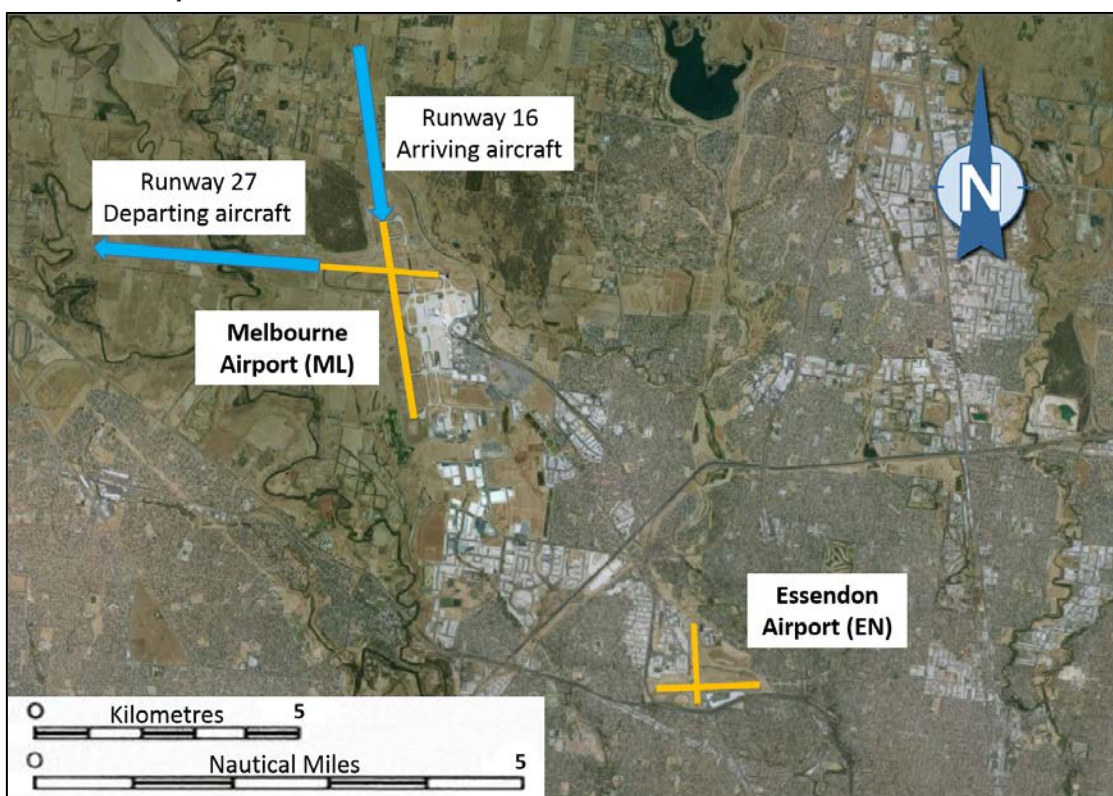 Runway 16
Arriving aircraft
Runway 27
Departing aircraft
N
Melbourne
Airport (ML)
Essendon
Airport (EN)
0 Kilometres 5
0 Nautical Miles 5